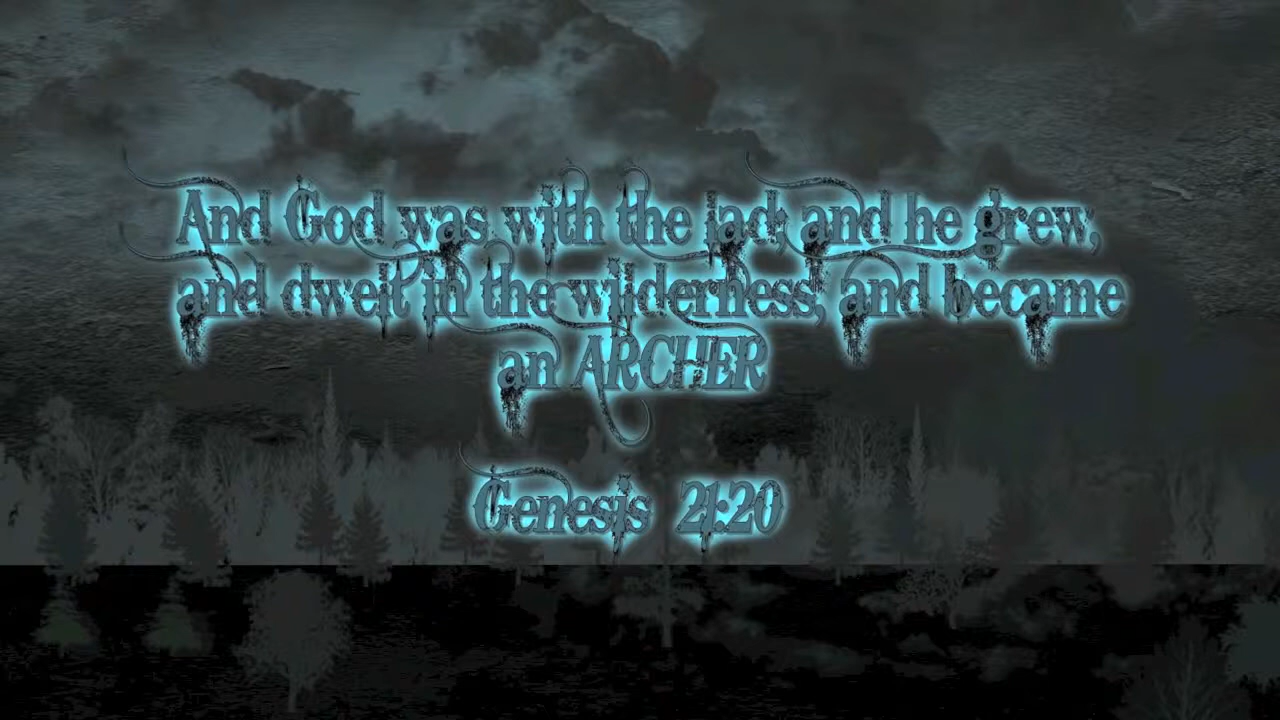 And God was with the lad; and he grew,
and dwelt in the wilderness, and became
an ARCHER
Genesis 21:20